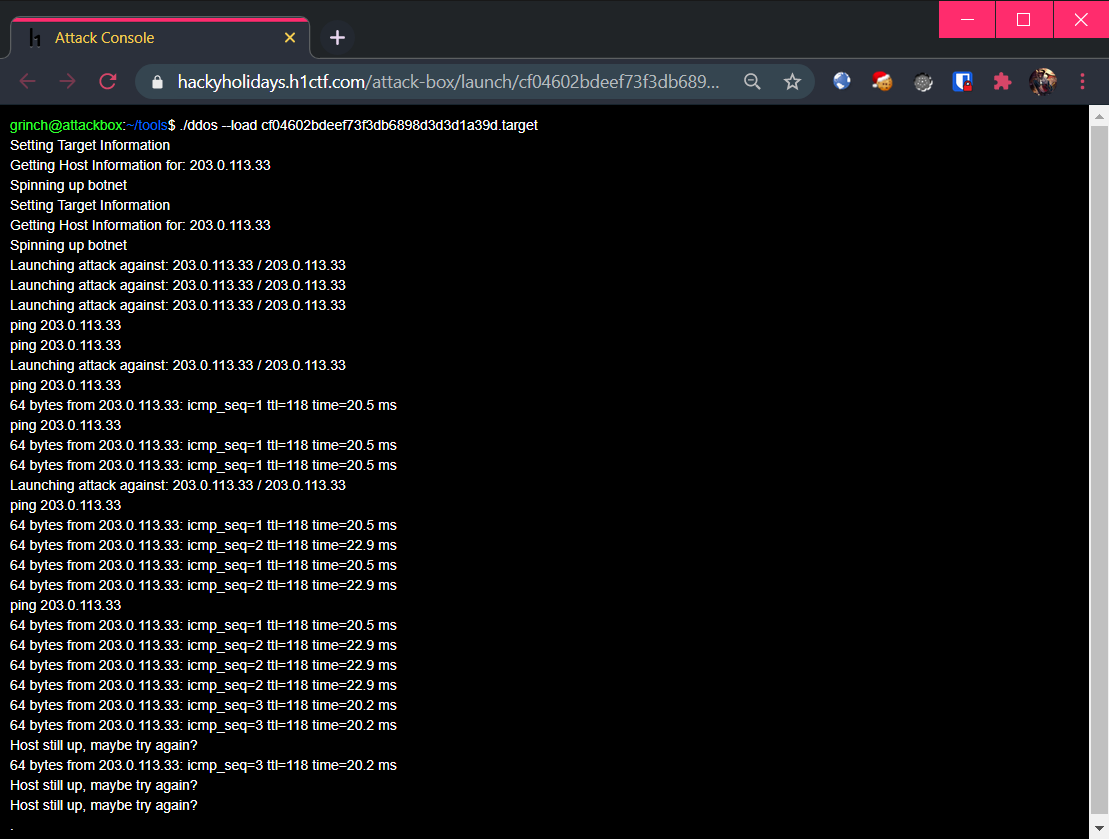 Attack Console
hackyholidays.h1ctf.com/attack-box/launch/cf04602bdeef73f3db689...
grinch@attackbox:~/tools$ ./ddos --load cf04602bdeef73f3db6898d3d3d1a39d.target
Setting Target Information
Getting Host Information for: 203.0.113.33
Spinning up botnet
Setting Target Information
Getting Host Information for: 203.0.113.33
Spinning up botnet
Launching attack against: 203.0.113.33 / 203.0.113.33
Launching attack against: 203.0.113.33 / 203.0.113.33
Launching attack against: 203.0.113.33 / 203.0.113.33
ping 203.0.113.33
ping 203.0.113.33
Launching attack against: 203.0.113.33 / 203.0.113.33
ping 203.0.113.33
64 bytes from 203.0.113.33: icmp_seq=1 ttl=118 time=20.5 ms
ping 203.0.113.33
64 bytes from 203.0.113.33: icmp_seq=1 ttl=118 time=20.5 ms
64 bytes from 203.0.113.33: icmp_seq=1 ttl=118 time=20.5 ms
Launching attack against: 203.0.113.33 / 203.0.113.33
ping 203.0.113.33
64 bytes from 203.0.113.33: icmp_seq=1 ttl=118 time=20.5 ms
64 bytes from 203.0.113.33: icmp_seq=2 ttl=118 time=22.9 ms
64 bytes from 203.0.113.33: icmp_seq=1 ttl=118 time=20.5 ms
64 bytes from 203.0.113.33: icmp_seq=2 ttl=118 time=22.9 ms
ping 203.0.113.33
64 bytes from 203.0.113.33: icmp_seq=1 ttl=118 time=20.5 ms
64 bytes from 203.0.113.33: icmp_seq=2 ttl=118 time=22.9 ms
64 bytes from 203.0.113.33: icmp_seq=2 ttl=118 time=22.9 ms
64 bytes from 203.0.113.33: icmp_seq=2 ttl=118 time=22.9 ms
64 bytes from 203.0.113.33: icmp_seq=3 ttl=118 time=20.2 ms
64 bytes from 203.0.113.33: icmp_seq=3 ttl=118 time=20.2 ms
Host still up, maybe try again?
64 bytes from 203.0.113.33: icmp_seq=3 ttl=118 time=20.2 ms
Host still up, maybe try again?
Host still up, maybe try again?
.